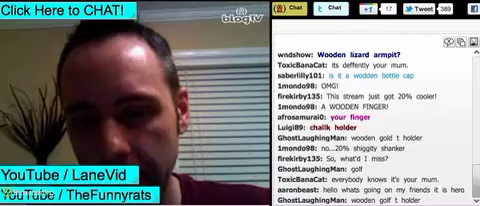 Click Here to CHAT!
blogTV
Chat
Chat
+1
17
Tweet
389
wndshow: Wooden lizard armpit?
ToxicBanaCat: its deffently your mum.
saberlilly101: is it a wodden bottle cap
1mondo98: OMG!
firekirby135: This stream just got 20% cooler!
1mondo98: A WOODEN FINGER!
afrosamurai0: your finger
Luigi89: chalik holder
GhostLaughingMan: wooden gold t holder
1mondo98: no...20% shiggity shanker
firekirby135: So, what'd I miss?
GhostLaughingMan: golf
ToxicBanaCat: everybody knows it's your mum.
aaronbeast: hello whats going on my friends it is hero
GhostLaughingMan: wooden golf t holder
YouTube / LaneVid
YouTube / TheFunnyrats